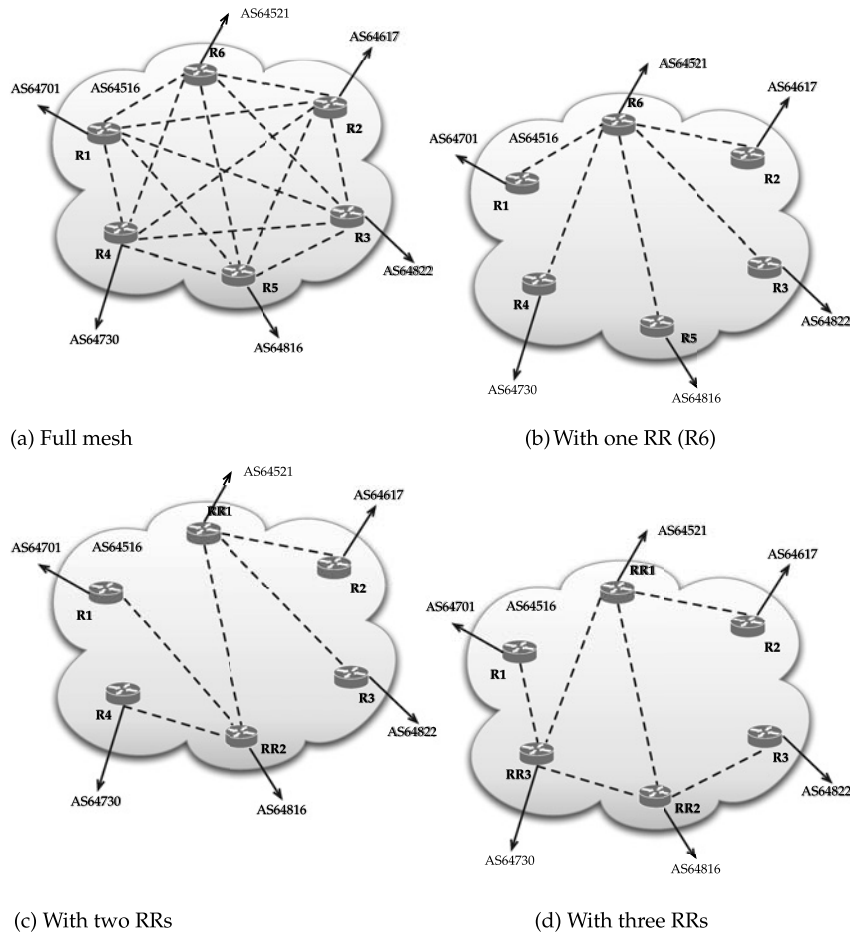 AS64521
R6
AS64617
AS64701
AS64516
R2
R1
R4
R3
AS64822
R5
AS64730
AS64816
(a) Full mesh
AS64521
AS64617
R6
AS64701
AS64516
R2
R1
R4
R3
AS64822
R5
AS64730
AS64816
(b) With one RR (R6)
AS64521
AS64617
RR1
AS64701
AS64516
R2
R1
R4
R3
AS64822
RR2
AS64730
AS64816
(c) With two RRs
AS64521
AS64617
RR1
AS64701
AS64516
R2
R1
R3
RR3
AS64822
RR2
AS64730
AS64816
(d) With three RRs